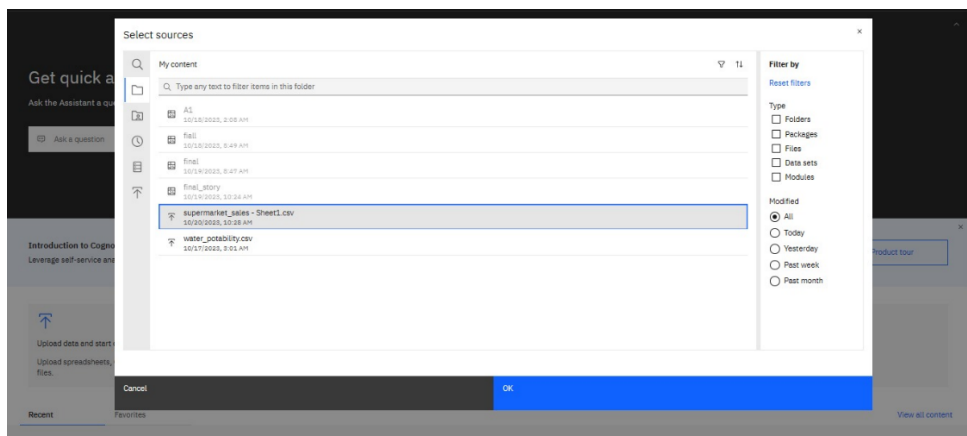 Select sources
×
My content
Type any text to filter items in this folder
A1
10/18/2023, 2:08 AM
fiall
10/18/2023, 5:49 AM
finel
10/19/2023, 5:47 AM
finel_story
10/19/2023, 10:24 AM
supermarket_sales - Sheet1.csv
10/20/2023, 10:28 AM
water_potability.csv
10/17/2023, 3:01 AM
Filter by
Reset filters
Type
Folders
Packages
Files
Data sets
Modules
Modified
All
Today
Yesterday
Past week
Past month
Cancel
OK
Get quick a
Ask the Assistant a que
Ask a question
Introduction to Cogno
Leverage self-service ana
Product tour
×
Upload data and start
Upload spreadsheets,
files.
Recent
Favorites
View all content